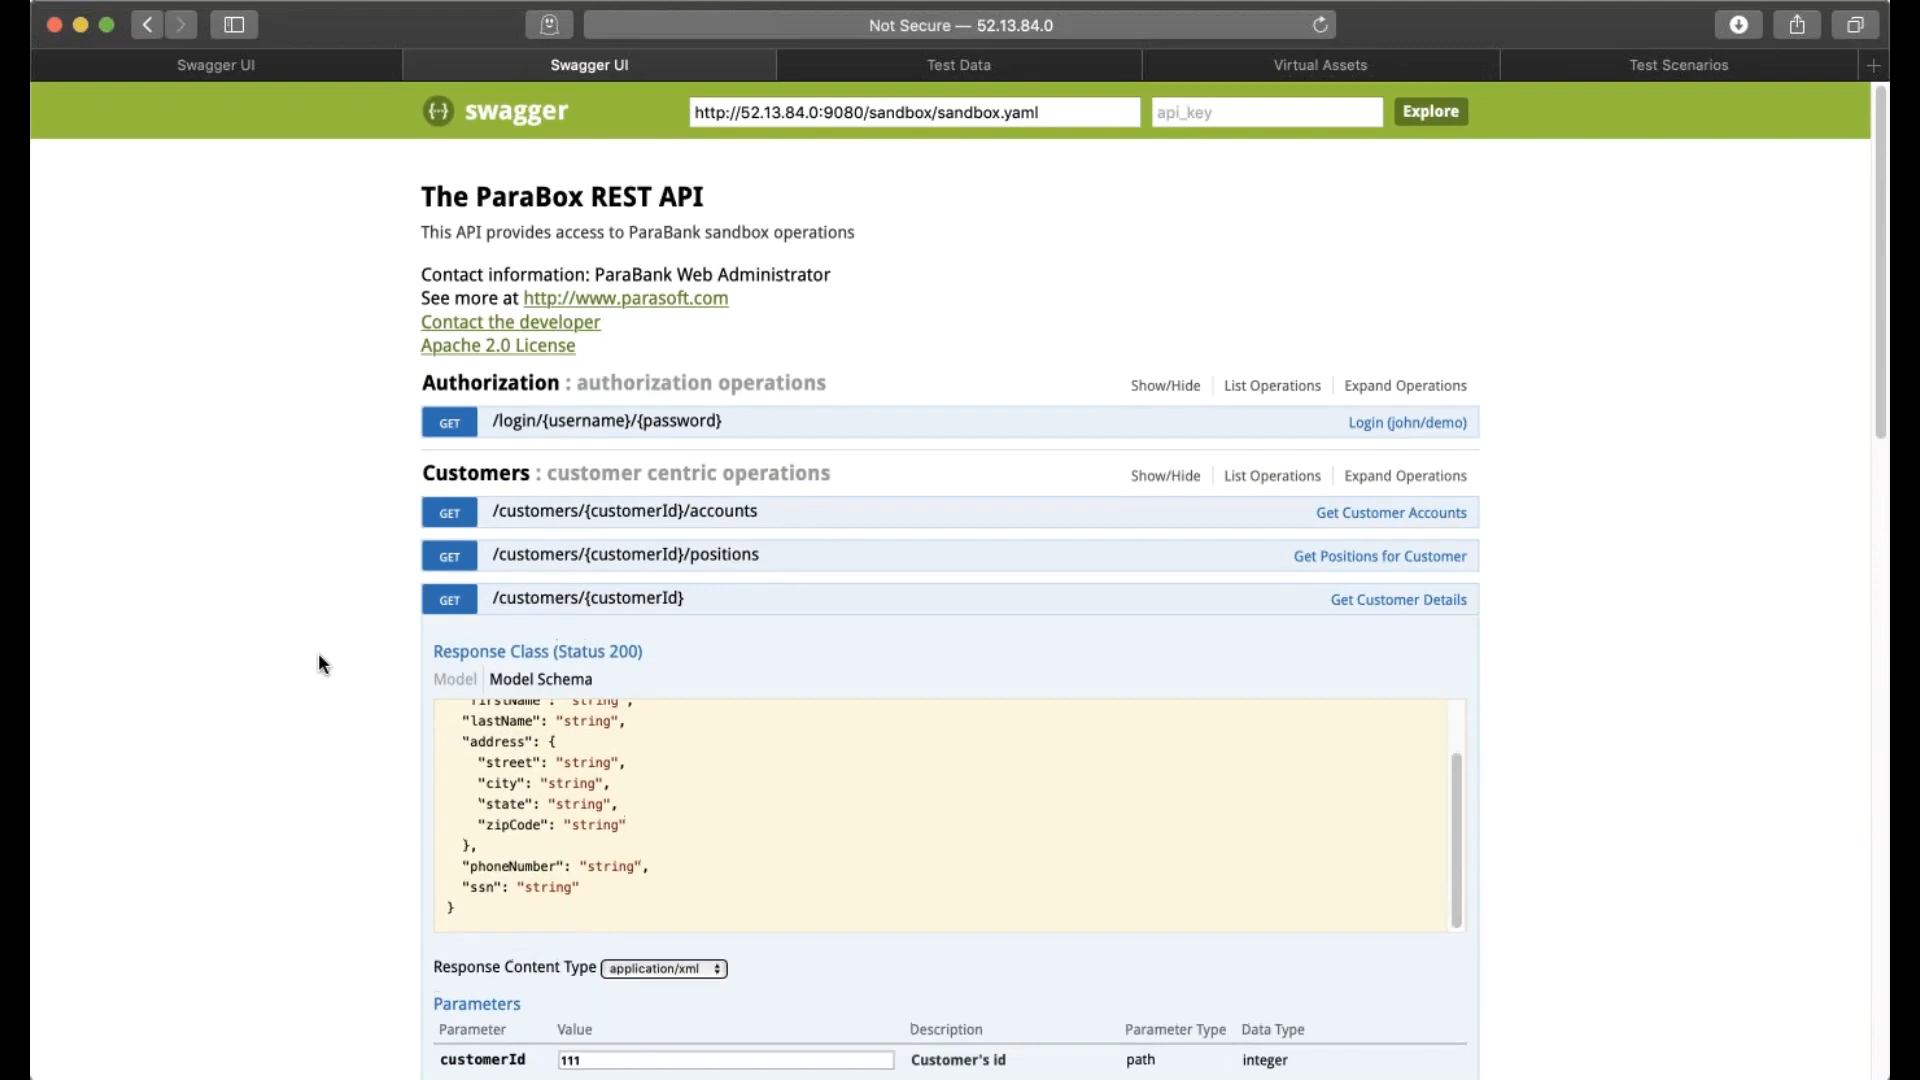 Not Secure — 52.13.84.0
Swagger UI
Swagger UI
Test Data
Virtual Assets
Test Scenarios
{··} swagger
http://52.13.84.0:9080/sandbox/sandbox.yaml
api_key
Explore
The ParaBox REST API
This API provides access to ParaBank sandbox operations
Contact information: ParaBank Web Administrator
See more at http://www.parasoft.com
Contact the developer
Apache 2.0 License
Authorization : authorization operations
Show/Hide
List Operations
Expand Operations
GET
/login/{username}/{password}
Login (john/demo)
Customers : customer centric operations
Show/Hide
List Operations
Expand Operations
GET
/customers/{customerId}/accounts
Get Customer Accounts
GET
/customers/{customerId}/positions
Get Positions for Customer
GET
/customers/{customerId}
Get Customer Details
Response Class (Status 200)
Model
Model Schema
"firstName": "string",
"lastName": "string",
"address": {
"street": "string",
"city": "string",
"state": "string",
"zipCode": "string"
},
"phoneNumber": "string",
"ssn": "string"
}
Response Content Type application/xml
Parameters
Parameter
Value
Description
Parameter Type
Data Type
customerId
111
Customer's id
path
integer